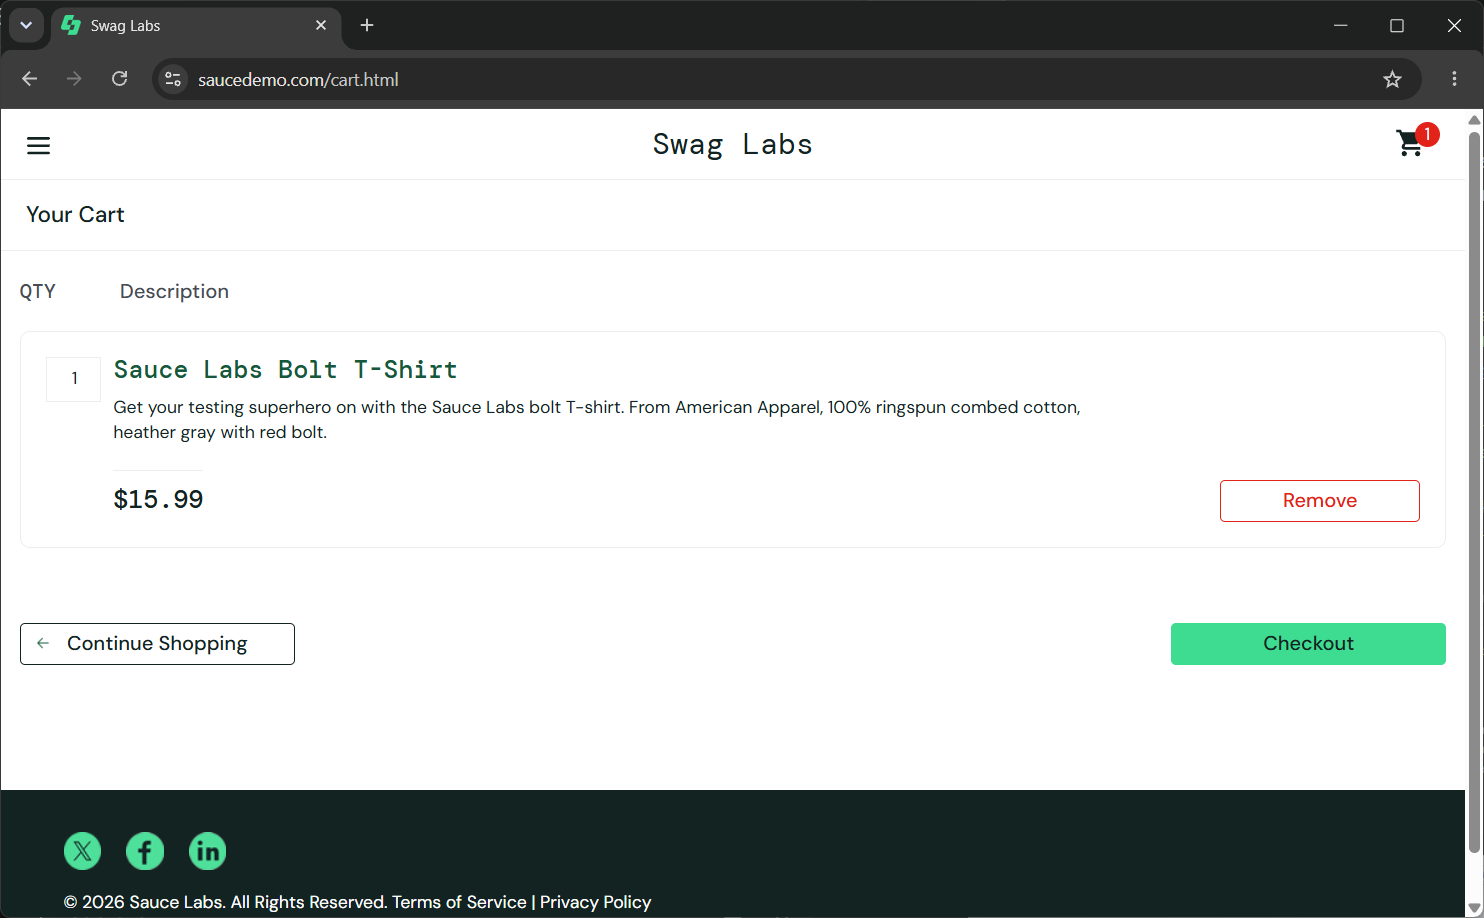 Swag Labs
saucedemo.com/cart.html
Swag Labs
1
Your Cart
QTY
Description
1
Sauce Labs Bolt T-Shirt
Get your testing superhero on with the Sauce Labs bolt T-shirt. From American Apparel, 100% ringspun combed cotton,
heather gray with red bolt.
$15.99
Remove
Continue Shopping
Checkout
© 2026 Sauce Labs. All Rights Reserved. Terms of Service | Privacy Policy